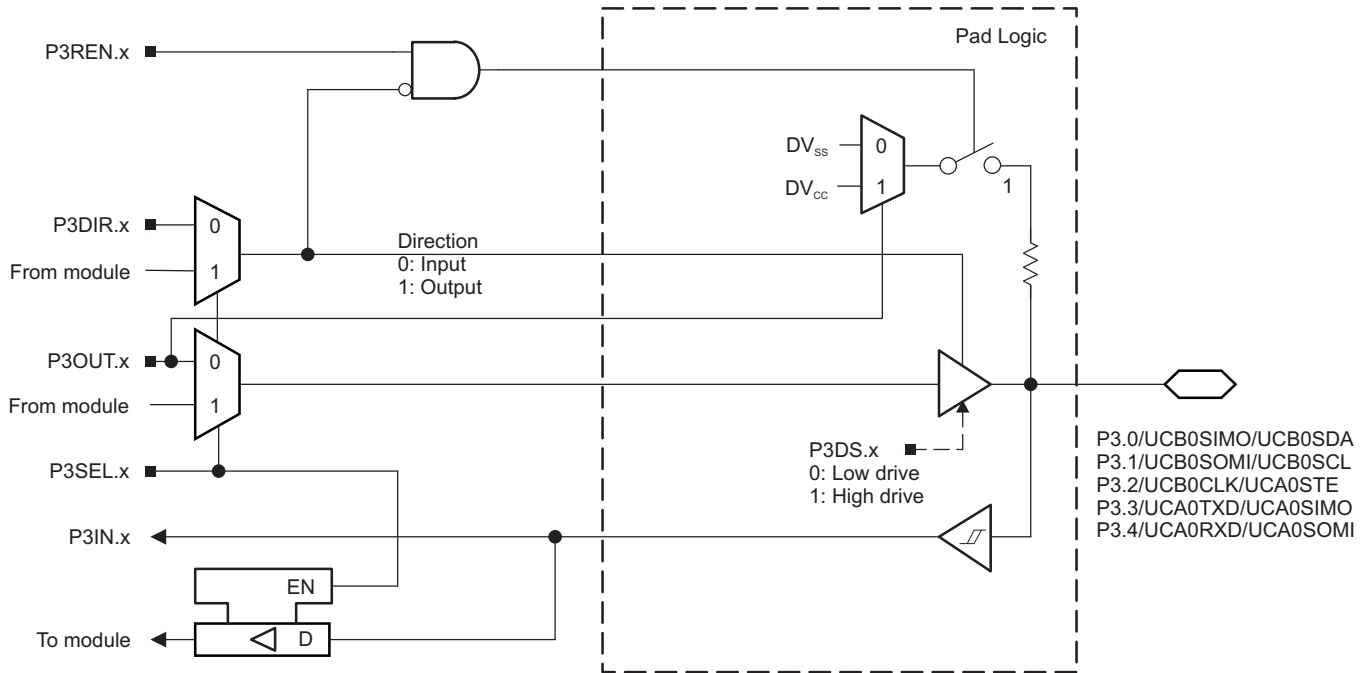 Pad Logic
P3REN.x
DVSS
0
DVCC
1
1
P3DIR.x
0
From module
1
Direction
0: Input
1: Output
P3OUT.x
0
From module
1
P3SEL.x
P3DS.x
0: Low drive
1: High drive
P3.0/UCB0SIMO/UCB0SDA
P3.1/UCB0SOMI/UCB0SCL
P3.2/UCB0CLK/UCA0STE
P3.3/UCA0TXD/UCA0SIMO
P3.4/UCA0RXD/UCA0SOMI
P3IN.x
EN
To module
D